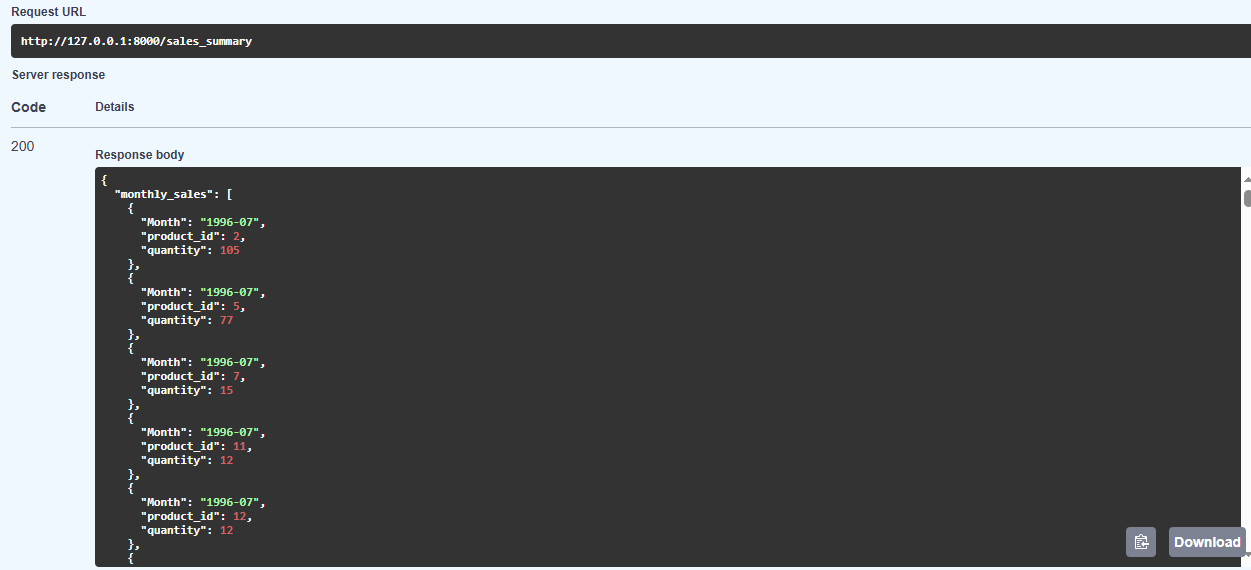 Request URL
http://127.0.0.1:8000/sales_summary
Server response
Code Details
200
Response body
{
  "monthly_sales": [
    {
      "Month": "1996-07",
      "product_id": 2,
      "quantity": 105
    },
    {
      "Month": "1996-07",
      "product_id": 5,
      "quantity": 77
    },
    {
      "Month": "1996-07",
      "product_id": 7,
      "quantity": 15
    },
    {
      "Month": "1996-07",
      "product_id": 11,
      "quantity": 12
    },
    {
      "Month": "1996-07",
      "product_id": 12,
      "quantity": 12
    },
    {
Download